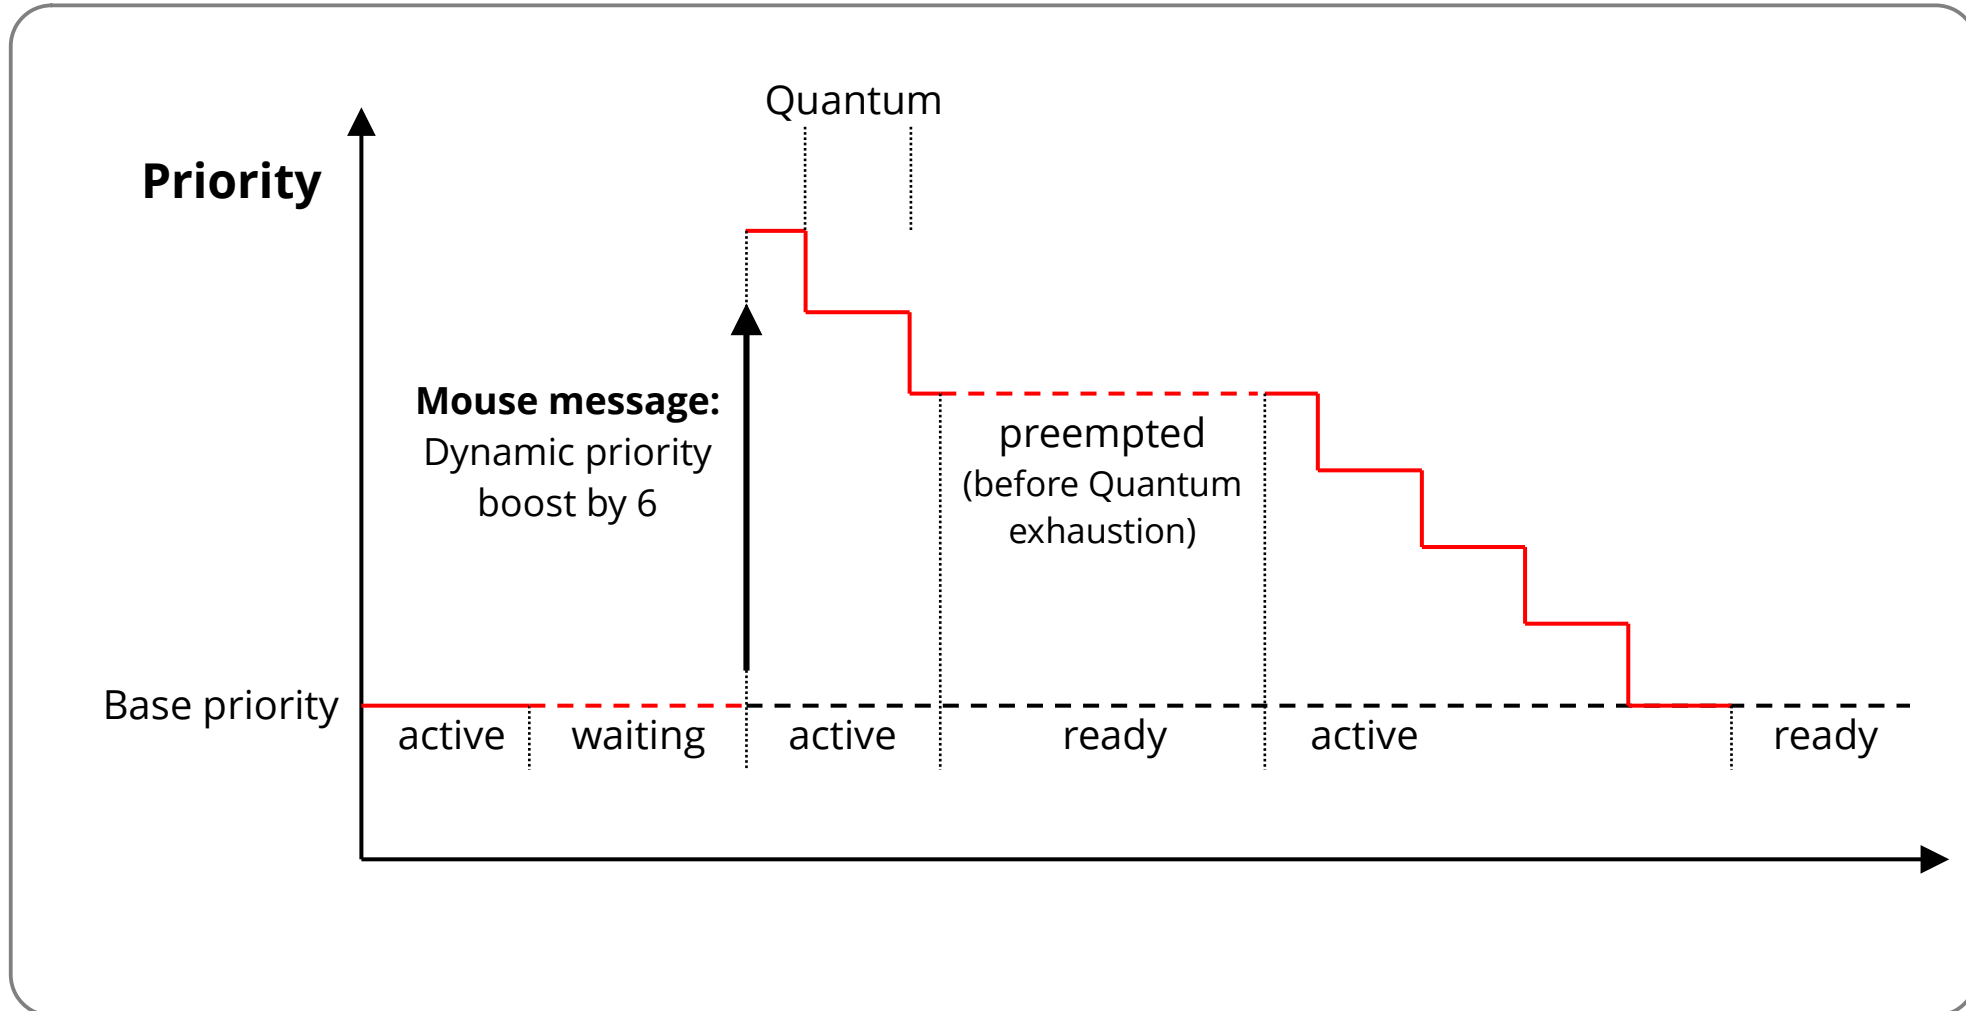 Quantum
Priority
Mouse message:
Dynamic priority
boost by 6
preempted
(before Quantum
exhaustion)
Base priority
active
waiting
active
ready
active
ready